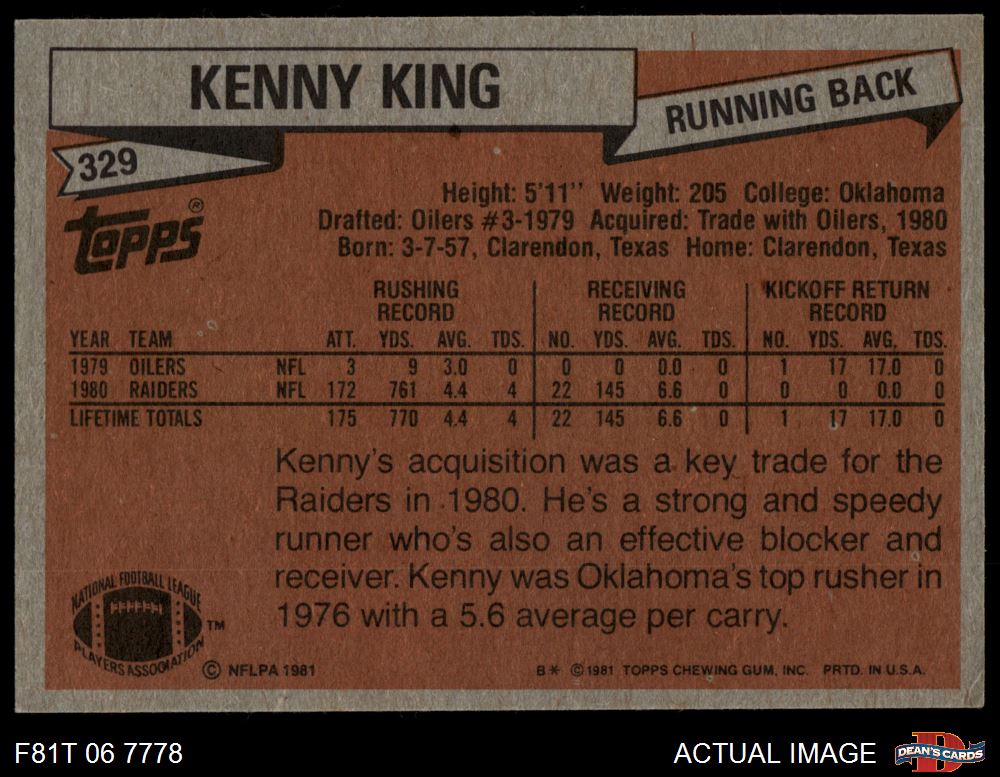 KENNY KING
RUNNING BACK
329
TOPPS®
Height: 5'11'' Weight: 205 College: Oklahoma
Drafted: Oilers #3-1979 Acquired: Trade with Oilers, 1980
Born: 3-7-57, Clarendon, Texas Home: Clarendon, Texas
RUSHING RECORD RECEIVING RECORD KICKOFF RETURN RECORD
YEAR TEAM ATT. YDS. AVG. TDS. NO. YDS. AVG. TDS. NO. YDS. AVG. TDS.
1979 OILERS NFL 3 9 3.0 0 0 0 0.0 0 1 17 17.0 0
1980 RAIDERS NFL 172 761 4.4 4 22 145 6.6 0 0 0 0.0 0
LIFETIME TOTALS 175 770 4.4 4 22 145 6.6 0 1 17 17.0 0
Kenny's acquisition was a key trade for the
Raiders in 1980. He's a strong and speedy
runner who's also an effective blocker and
receiver. Kenny was Oklahoma's top rusher in
1976 with a 5.6 average per carry.
NATIONAL FOOTBALL LEAGUE
PLAYERS ASSOCIATION
TM
© NFLPA 1981
B* ©1981 TOPPS CHEWING GUM, INC. PRTD. IN U.S.A.
F81T 06 7778
ACTUAL IMAGE
D
DEAN'S CARDS